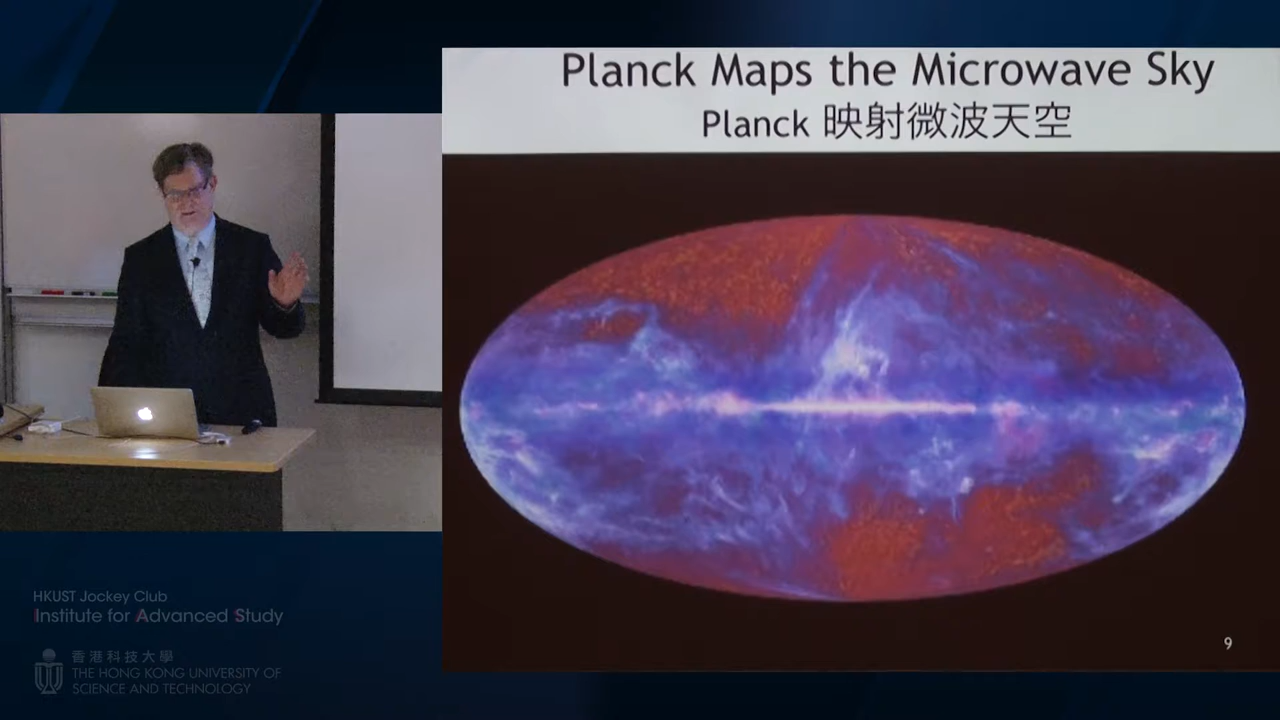 Planck Maps the Microwave Sky
Planck 映射微波天空
9
HKUST Jockey Club
Institute for Advanced Study
香港科技大學
THE HONG KONG UNIVERSITY OF
SCIENCE AND TECHNOLOGY